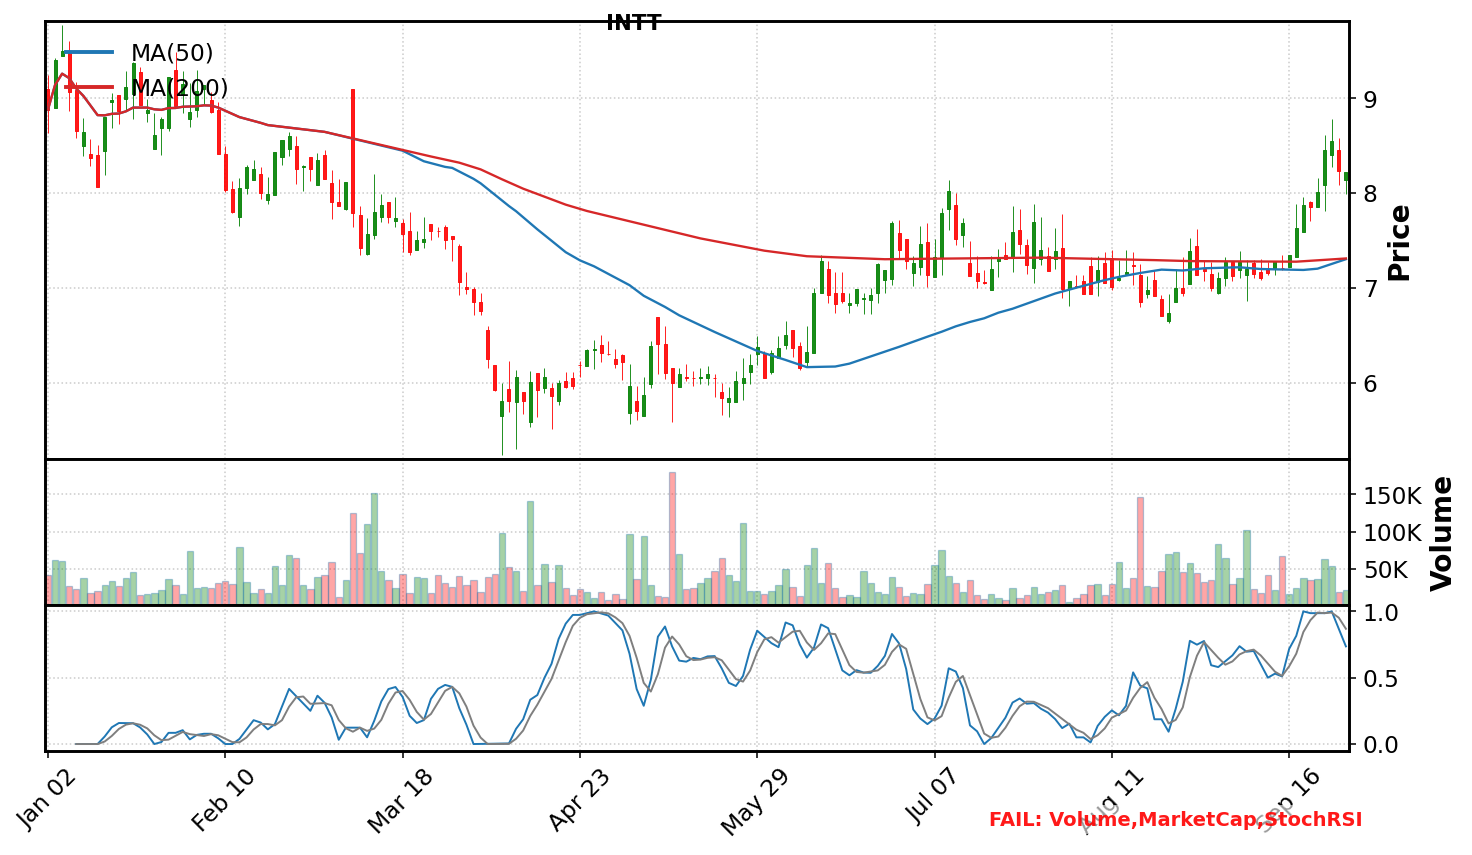 INTT
MA(50)
MA(200)
9
8
7
6
Price
150K
100K
50K
Volume
1.0
0.5
0.0
Jan 02
Feb 10
Mar 18
Apr 23
May 29
Jul 07
Aug 11
Sep 16
FAIL: Volume,MarketCap,StochRSI